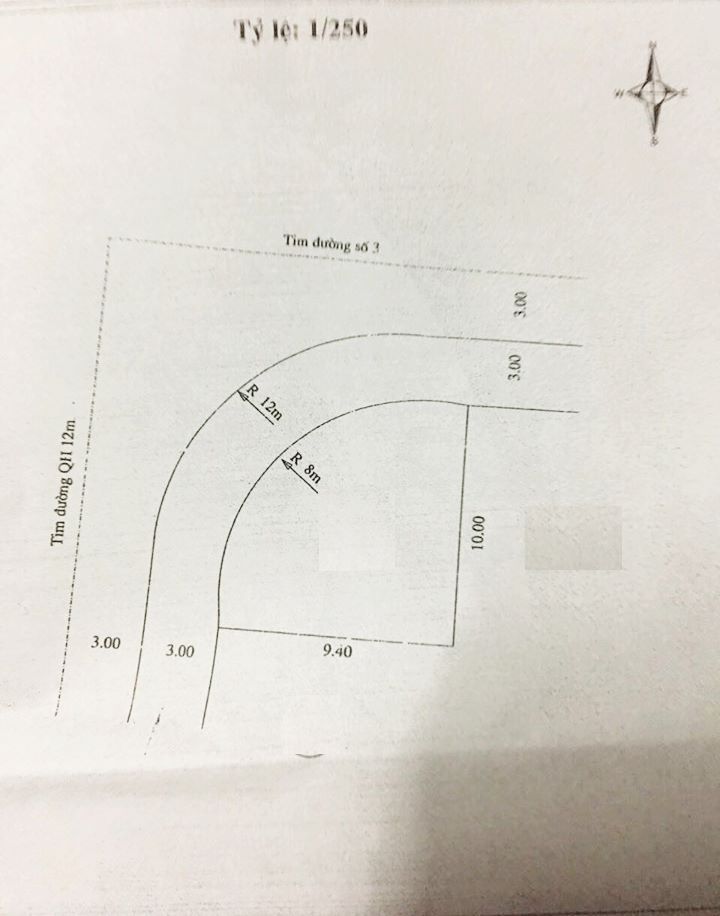 Tỷ lệ: 1/250
N
W
E
S
Tim đường số 3
3.00
3.00
R 12m
R 8m
Tim đường QH 12m
10.00
3.00
3.00
9.40